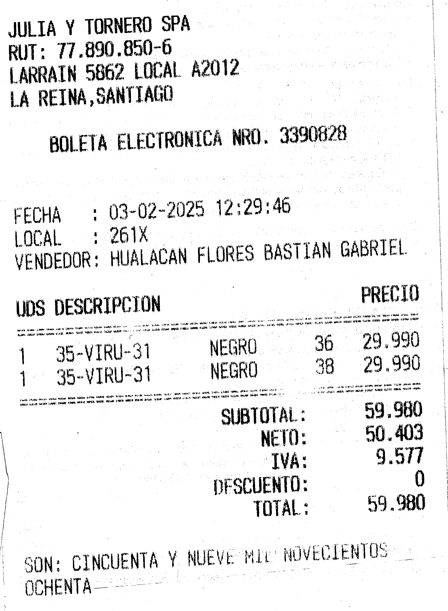 JULIA Y TORNERO SPA
RUT: 77.890.850-6
LARRAIN 5862 LOCAL A2012
LA REINA,SANTIAGO
BOLETA ELECTRONICA NRO. 3390828
FECHA : 03-02-2025 12:29:46
LOCAL : 261X
VENDEDOR: HUALACAN FLORES BASTIAN GABRIEL
UDS DESCRIPCION PRECIO
1 35-VIRU-31 NEGRO 36 29.990
1 35-VIRU-31 NEGRO 38 29.990
SUBTOTAL: 59.980
NETO: 50.403
IVA: 9.577
DESCUENTO: 0
TOTAL: 59.980
SON: CINCUENTA Y NUEVE MIL NOVECIENTOS
OCHENTA